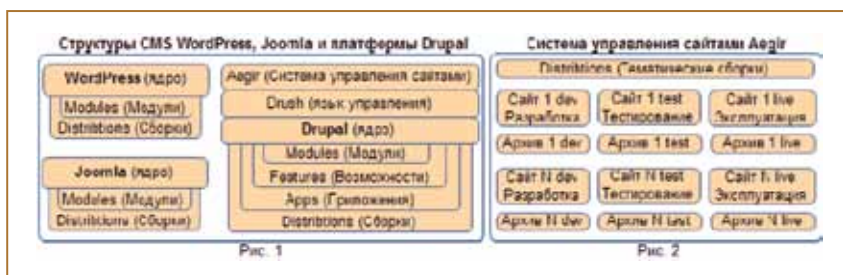 Структуры CMS WordPress, Joomla и платформы Drupal
WordPress (ядро)
Modules (Модули)
Distribtions (Сборки)
Joomla (ядро)
Modules (Модули)
Distribtions (Сборки)
Aegir (Система управления сайтами)
Drush (язык управления)
Drupal (ядро)
Modules (Модули)
Features (Возможности)
Apps (Приложения)
Distribtions (Сборки)
Рис. 1
Система управления сайтами Aegir
Distribtions (Тематические сборки)
Сайт 1 dev
Разработка
Сайт 1 test
Тестирование
Сайт 1 live
Эксплуатация
Архив 1 dev
Архив 1 test
Архив 1 live
Сайт N dev
Разработка
Сайт N test
Тестирование
Сайт N live
Эксплуатация
Архив N dev
Архив N test
Архив N live
Рис. 2